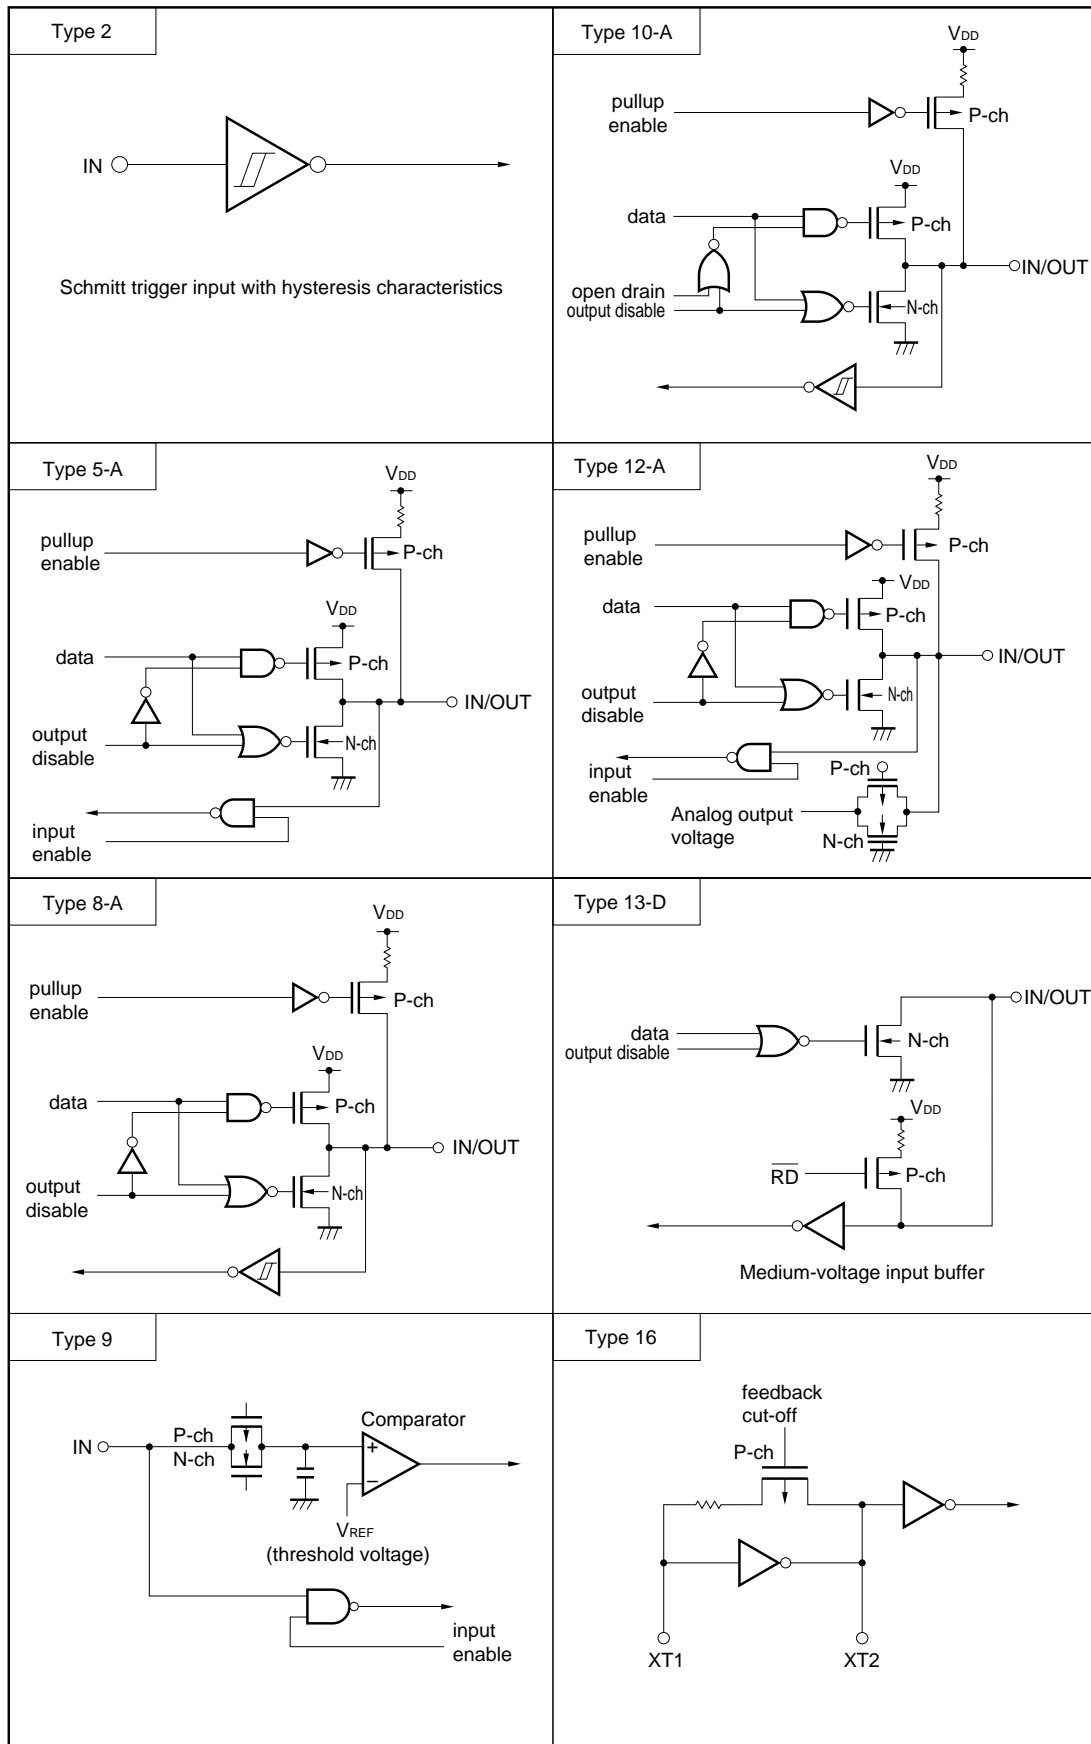 Type 2
IN
Schmitt trigger input with hysteresis characteristics
Type 10-A
VDD
pullup
enable
P-ch
VDD
data
P-ch
IN/OUT
open drain
output disable
N-ch
Type 5-A
VDD
pullup
enable
P-ch
VDD
data
P-ch
IN/OUT
output
disable
N-ch
input
enable
Type 12-A
VDD
pullup
enable
P-ch
VDD
data
P-ch
IN/OUT
output
disable
N-ch
input
enable
P-ch
Analog output
voltage
N-ch
Type 8-A
VDD
pullup
enable
P-ch
VDD
data
P-ch
IN/OUT
output
disable
N-ch
Type 13-D
IN/OUT
data
output disable
N-ch
VDD
RD
P-ch
Medium-voltage input buffer
Type 9
Comparator
IN
P-ch
N-ch
+
−
VREF
(threshold voltage)
input
enable
Type 16
feedback
cut-off
P-ch
XT1
XT2